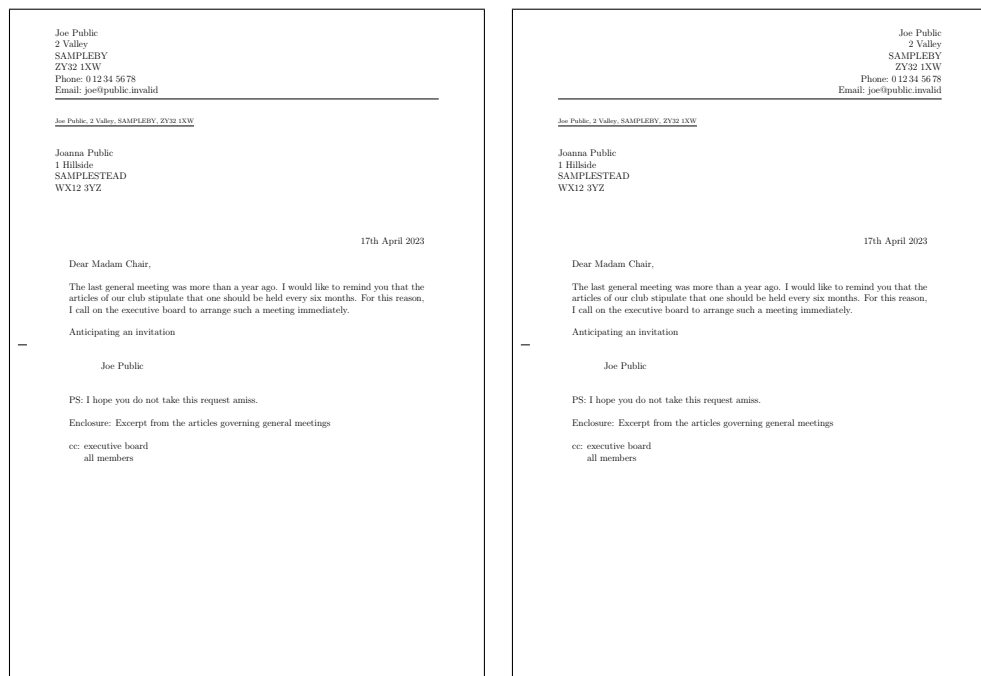 Joe Public
2 Valley
SAMPLEBY
ZY32 1XW
Phone: 0 12 34 56 78
Email: joe@public.invalid
Joe Public, 2 Valley, SAMPLEBY, ZY32 1XW
Joanna Public
1 Hillside
SAMPLESTEAD
WX12 3YZ
17th April 2023
Dear Madam Chair,
The last general meeting was more than a year ago. I would like to remind you that the
articles of our club stipulate that one should be held every six months. For this reason,
I call on the executive board to arrange such a meeting immediately.
Anticipating an invitation
Joe Public
PS: I hope you do not take this request amiss.
Enclosure: Excerpt from the articles governing general meetings
cc: executive board
all members
Joe Public
2 Valley
SAMPLEBY
ZY32 1XW
Phone: 0 12 34 56 78
Email: joe@public.invalid
Joe Public, 2 Valley, SAMPLEBY, ZY32 1XW
Joanna Public
1 Hillside
SAMPLESTEAD
WX12 3YZ
17th April 2023
Dear Madam Chair,
The last general meeting was more than a year ago. I would like to remind you that the
articles of our club stipulate that one should be held every six months. For this reason,
I call on the executive board to arrange such a meeting immediately.
Anticipating an invitation
Joe Public
PS: I hope you do not take this request amiss.
Enclosure: Excerpt from the articles governing general meetings
cc: executive board
all members